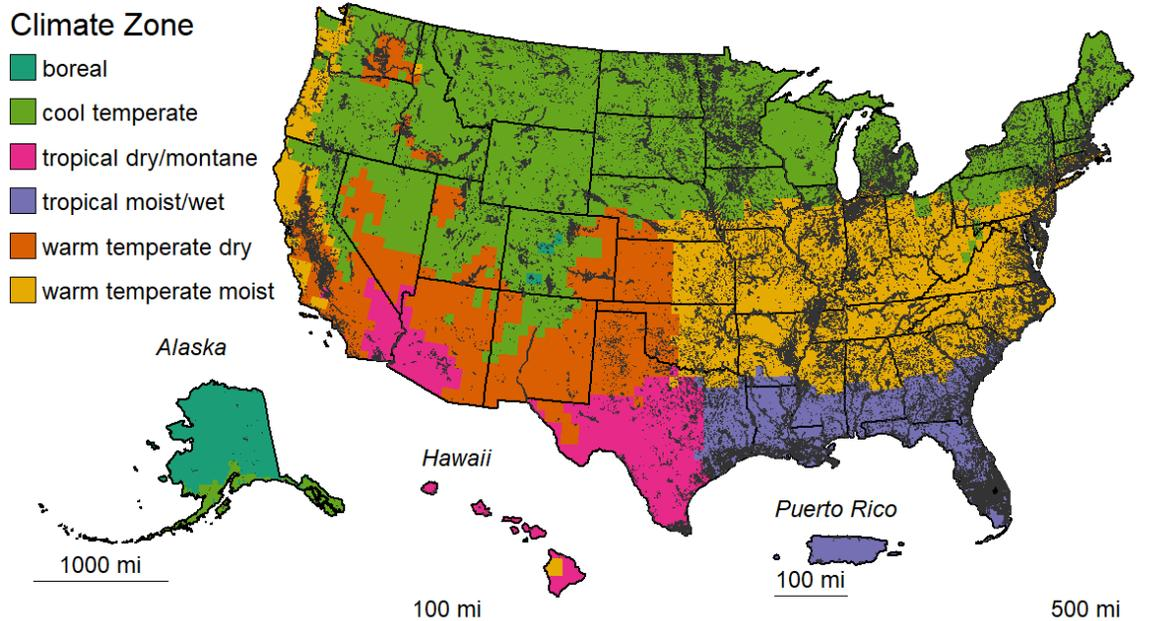 Climate Zone
boreal
cool temperate
tropical dry/montane
tropical moist/wet
warm temperate dry
warm temperate moist
Alaska
Hawaii
Puerto Rico
1000 mi
100 mi
100 mi
500 mi